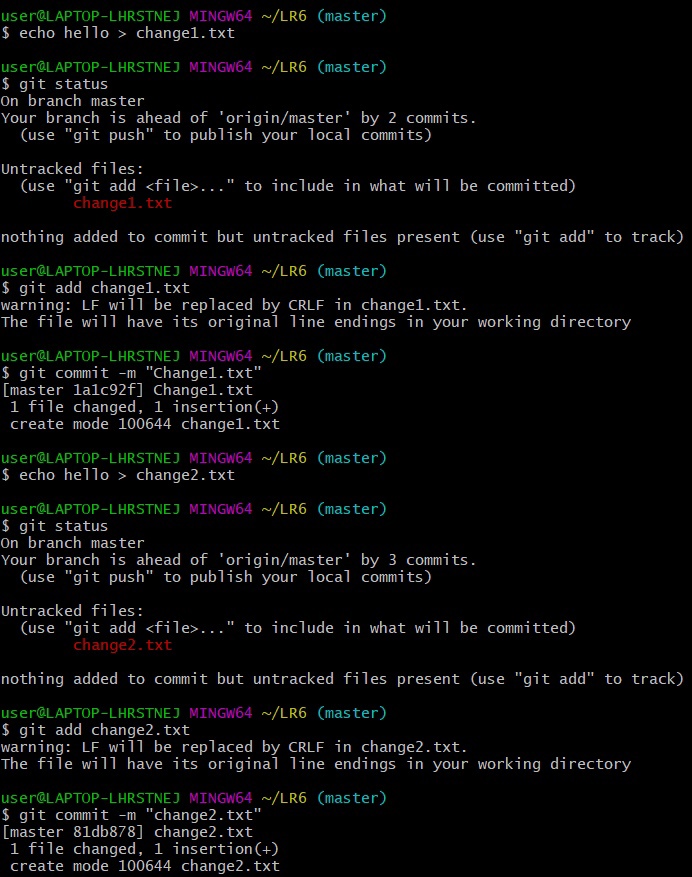 user@LAPTOP-LHRSTNEJ MINGW64 ~/LR6 (master)
$ echo hello > change1.txt
user@LAPTOP-LHRSTNEJ MINGW64 ~/LR6 (master)
$ git status
On branch master
Your branch is ahead of 'origin/master' by 2 commits.
  (use "git push" to publish your local commits)
Untracked files:
  (use "git add <file>..." to include in what will be committed)
        change1.txt
nothing added to commit but untracked files present (use "git add" to track)
user@LAPTOP-LHRSTNEJ MINGW64 ~/LR6 (master)
$ git add change1.txt
warning: LF will be replaced by CRLF in change1.txt.
The file will have its original line endings in your working directory
user@LAPTOP-LHRSTNEJ MINGW64 ~/LR6 (master)
$ git commit -m "Change1.txt"
[master 1a1c92f] Change1.txt
 1 file changed, 1 insertion(+)
 create mode 100644 change1.txt
user@LAPTOP-LHRSTNEJ MINGW64 ~/LR6 (master)
$ echo hello > change2.txt
user@LAPTOP-LHRSTNEJ MINGW64 ~/LR6 (master)
$ git status
On branch master
Your branch is ahead of 'origin/master' by 3 commits.
  (use "git push" to publish your local commits)
Untracked files:
  (use "git add <file>..." to include in what will be committed)
        change2.txt
nothing added to commit but untracked files present (use "git add" to track)
user@LAPTOP-LHRSTNEJ MINGW64 ~/LR6 (master)
$ git add change2.txt
warning: LF will be replaced by CRLF in change2.txt.
The file will have its original line endings in your working directory
user@LAPTOP-LHRSTNEJ MINGW64 ~/LR6 (master)
$ git commit -m "change2.txt"
[master 81db878] change2.txt
 1 file changed, 1 insertion(+)
 create mode 100644 change2.txt